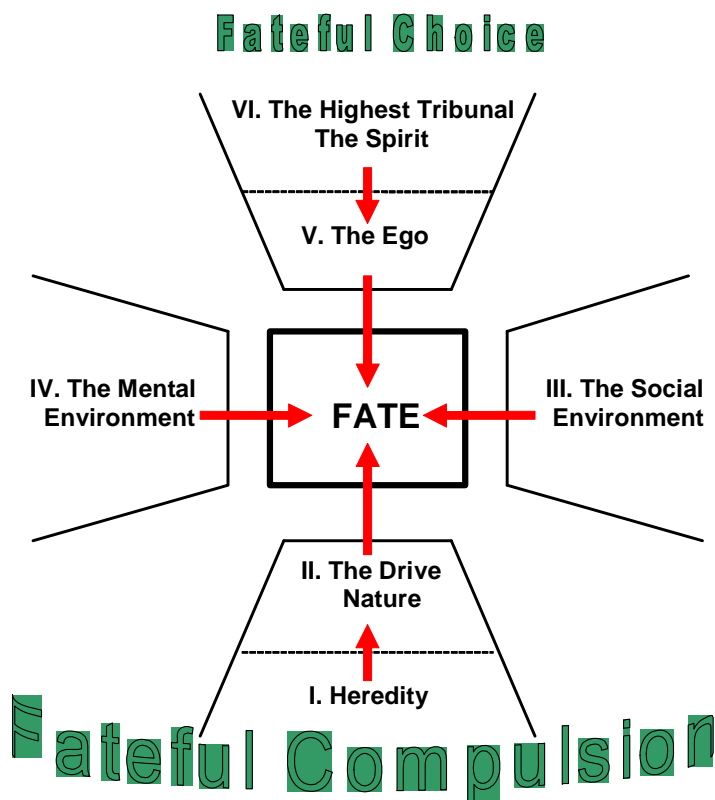 Fateful Choice
VI. The Highest Tribunal
The Spirit
V. The Ego
IV. The Mental
Environment
FATE
III. The Social
Environment
II. The Drive
Nature
I. Heredity
Fateful Compulsion